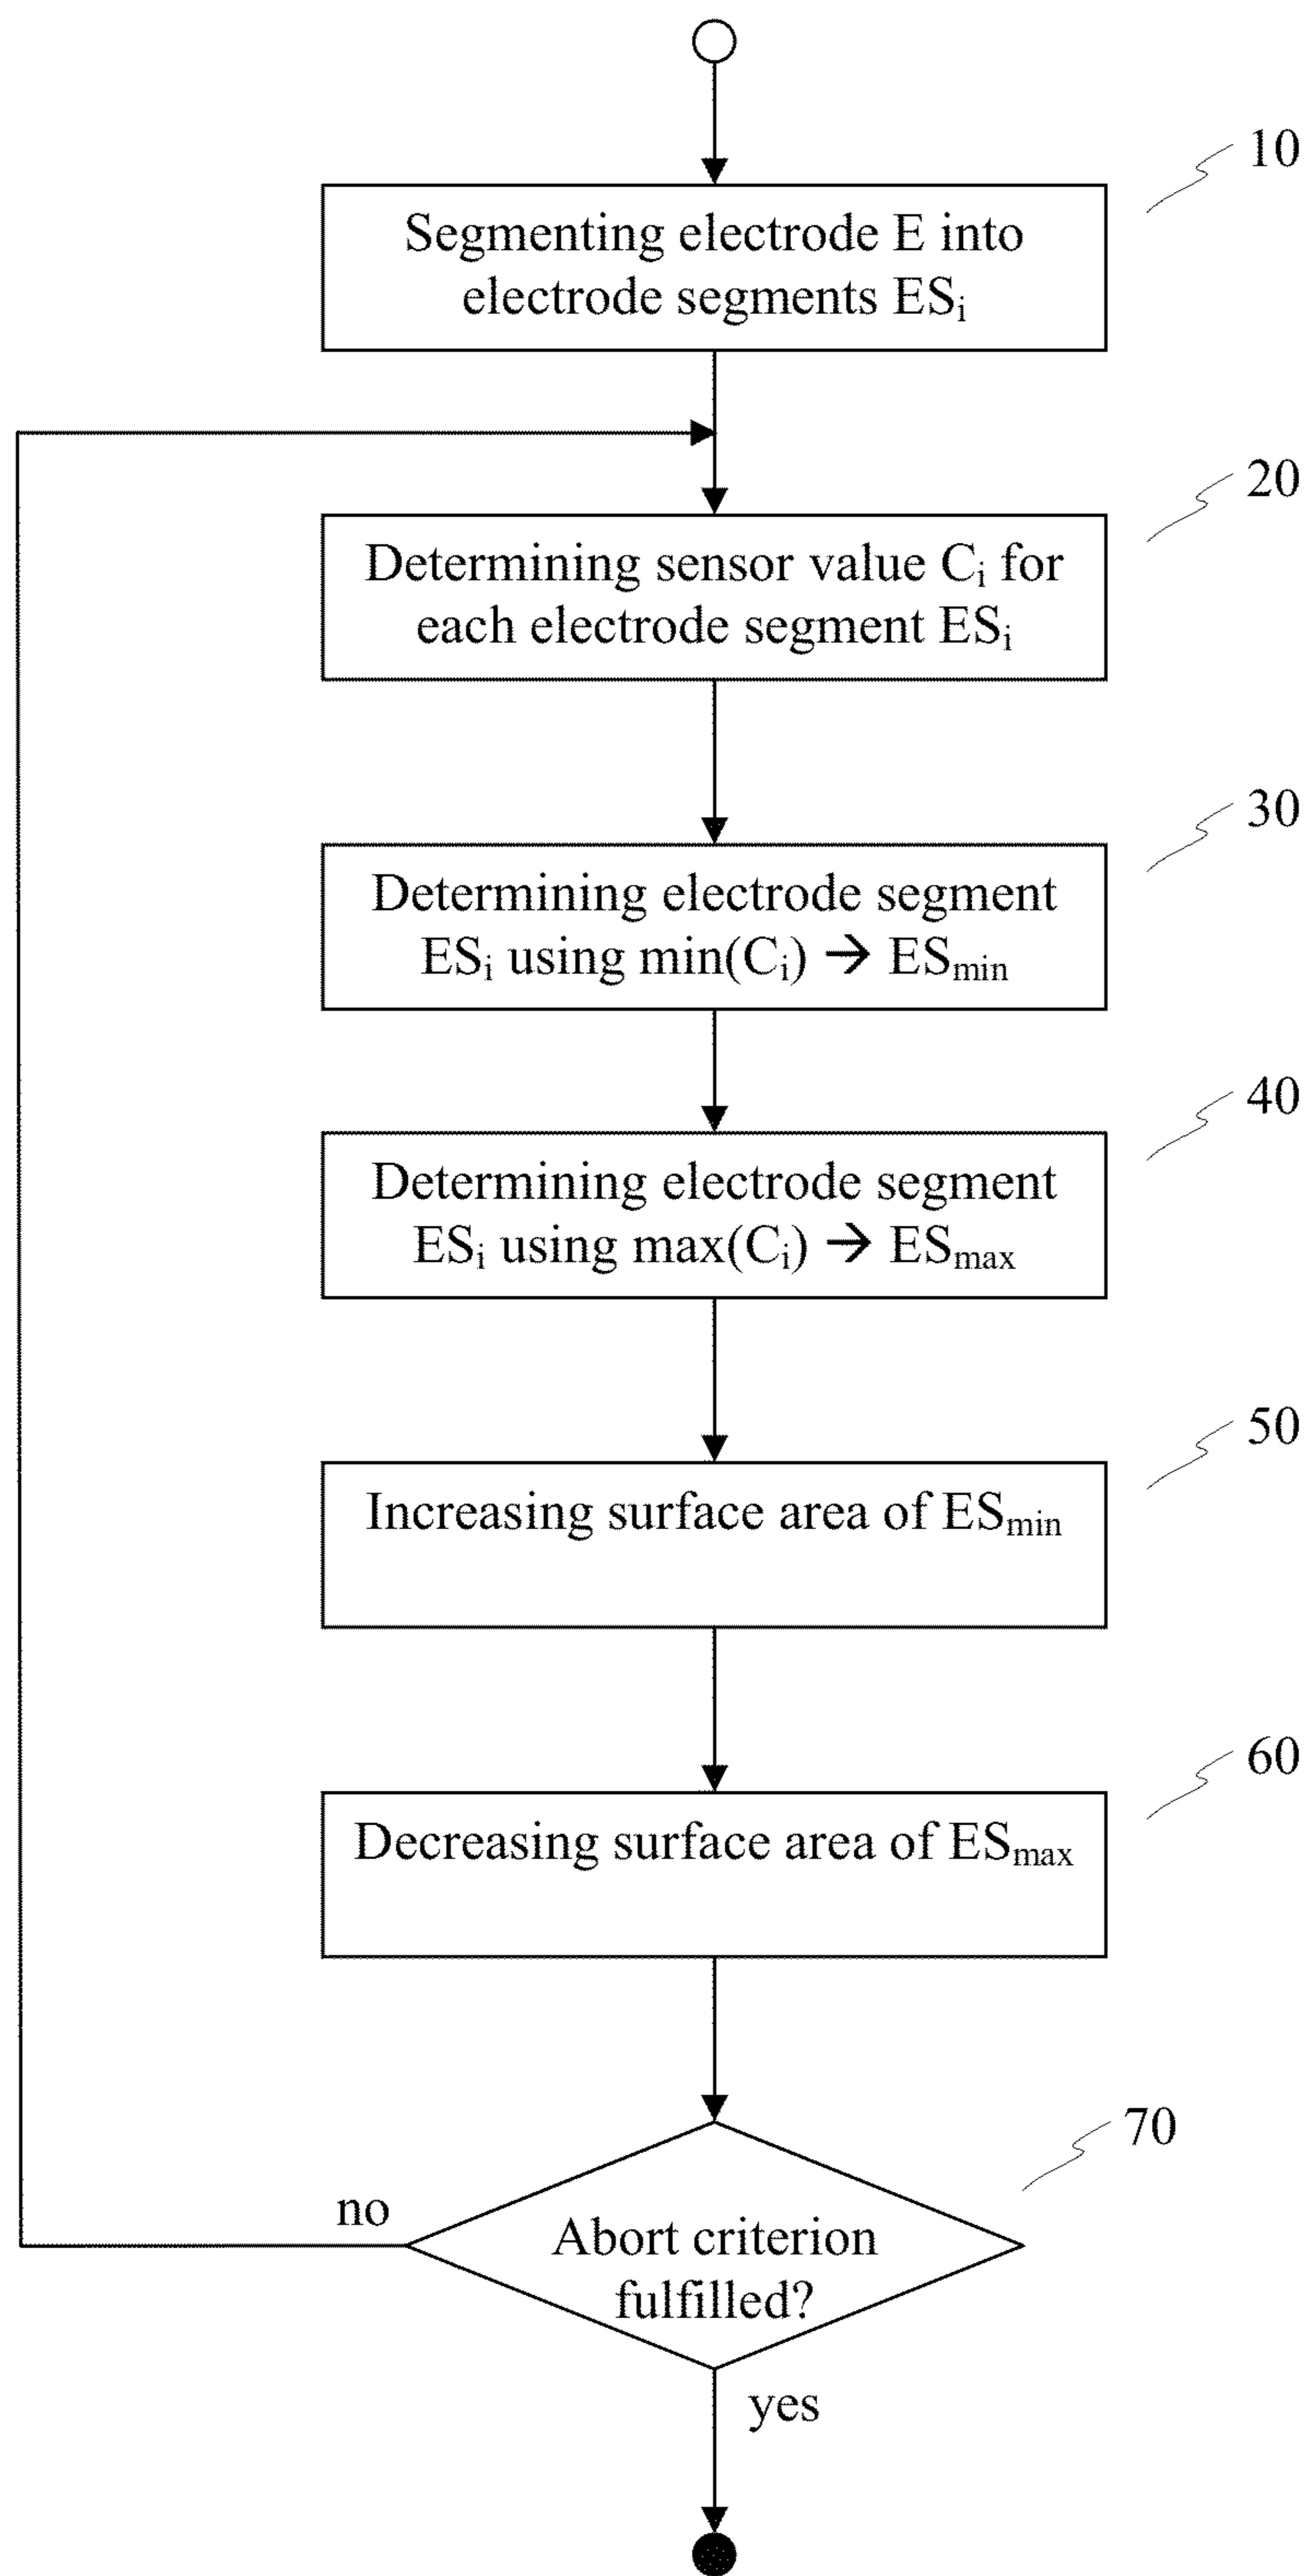 10
Segmenting electrode E into
electrode segments ESᵢ
20
Determining sensor value Cᵢ for
each electrode segment ESᵢ
30
Determining electrode segment
ESᵢ using min(Cᵢ) → ESmin
40
Determining electrode segment
ESᵢ using max(Cᵢ) → ESmax
50
Increasing surface area of ESmin
60
Decreasing surface area of ESmax
70
no
Abort criterion
fulfilled?
yes